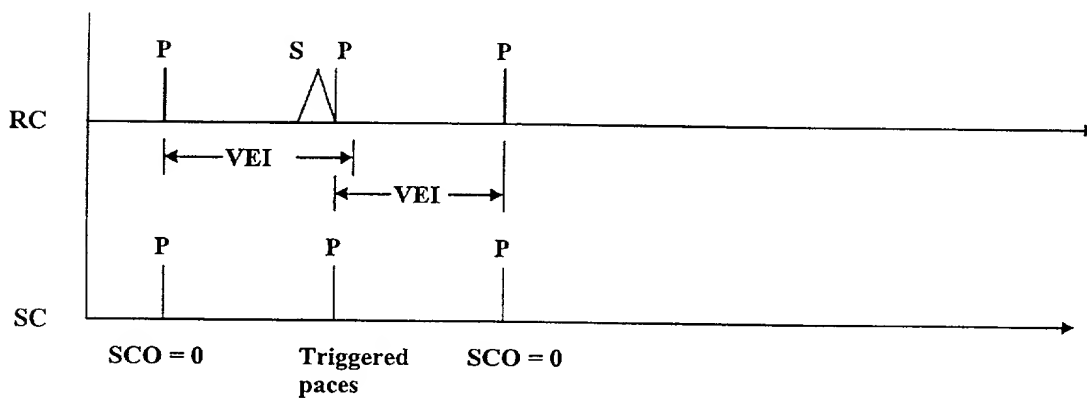 P S P P
RC
VEI
VEI
P P P
SC
SCO = 0 Triggered paces SCO = 0